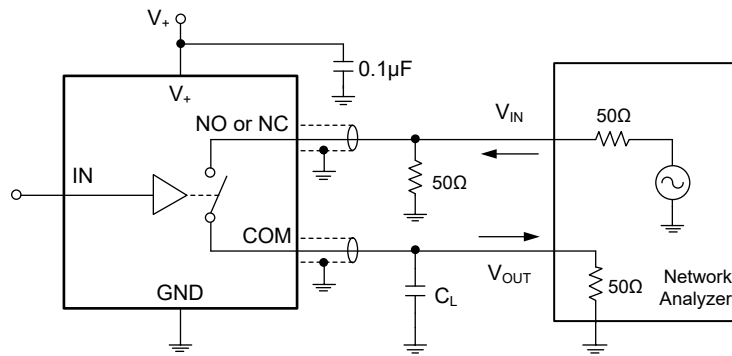 V+
0.1µF
V+
NO or NC
VIN
50Ω
50Ω
IN
COM
VOUT
50Ω
Network
Analyzer
GND
CL